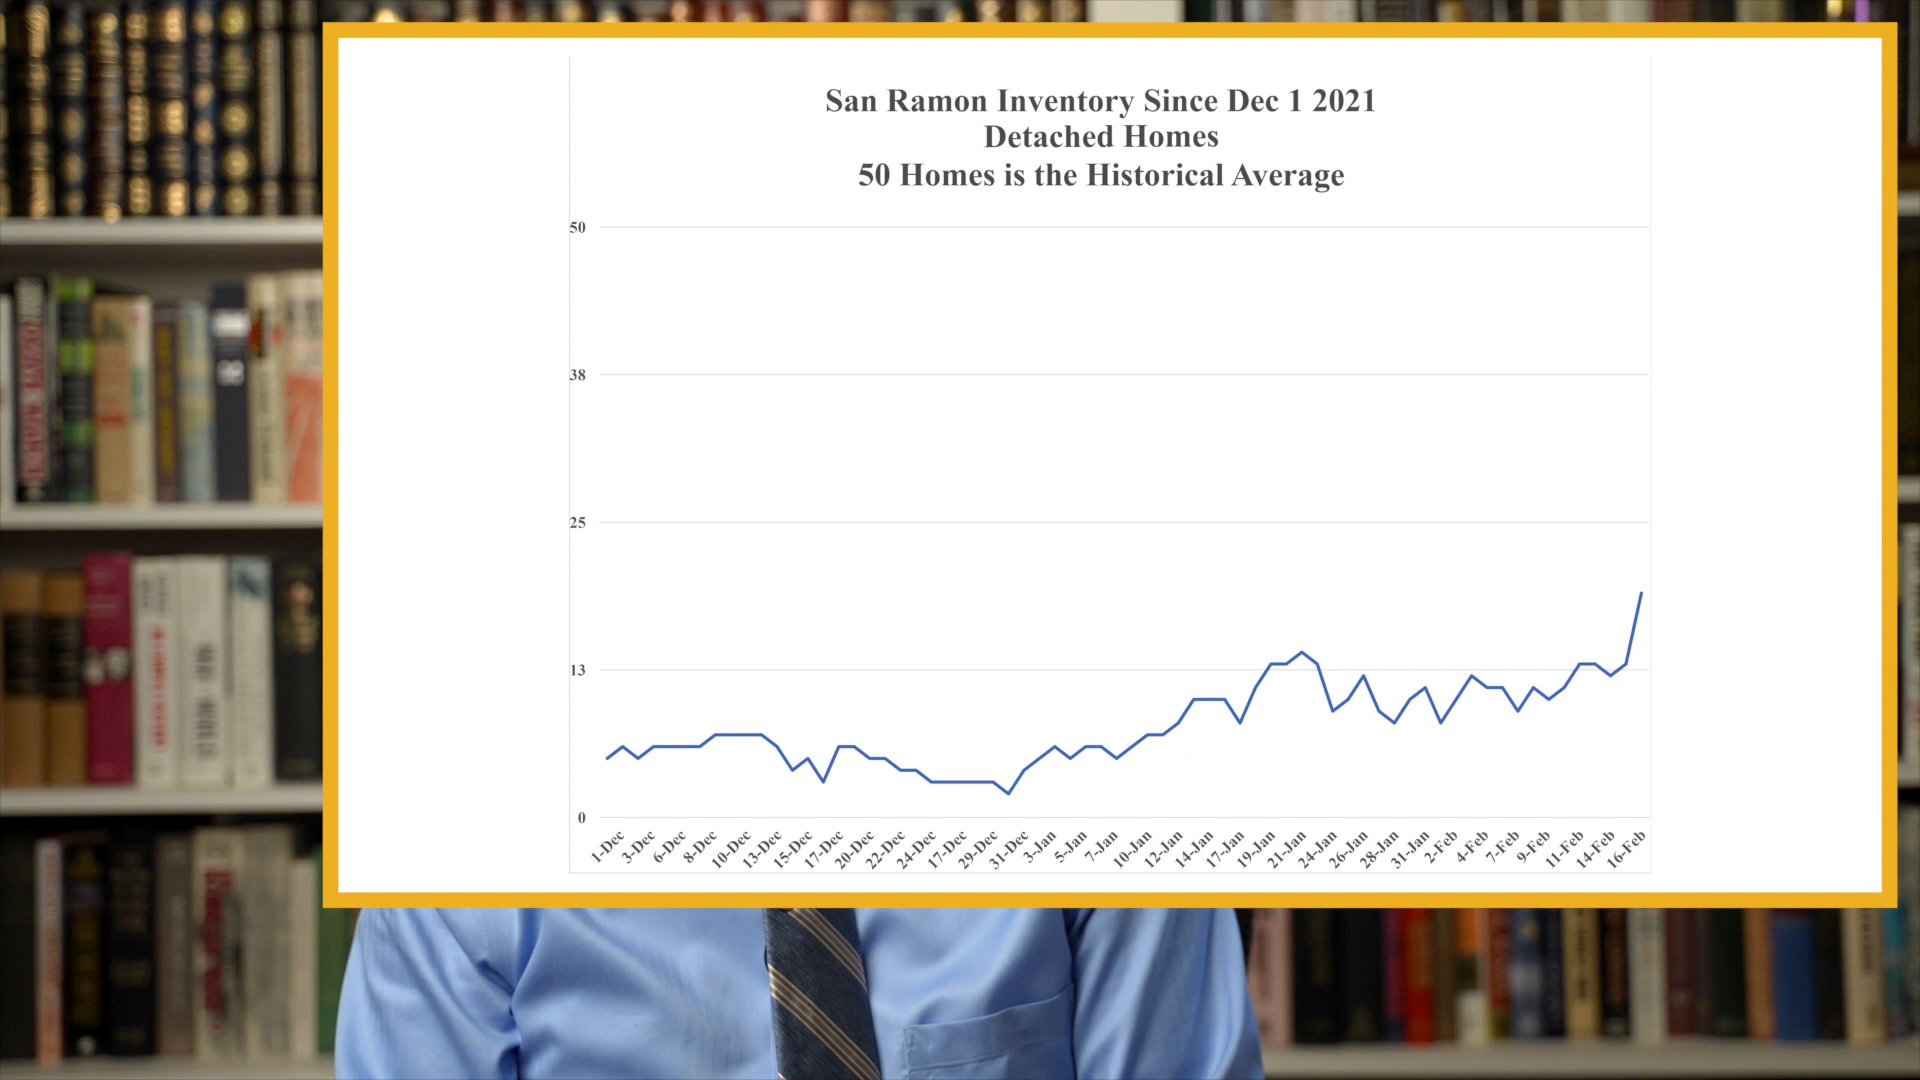 San Ramon Inventory Since Dec 1 2021
Detached Homes
50 Homes is the Historical Average
50
38
25
13
0
1-Dec 3-Dec 6-Dec 8-Dec 10-Dec 13-Dec 15-Dec 17-Dec 20-Dec 22-Dec 24-Dec 17-Dec 29-Dec 31-Dec 3-Jan 5-Jan 7-Jan 10-Jan 12-Jan 14-Jan 17-Jan 19-Jan 21-Jan 24-Jan 26-Jan 28-Jan 31-Jan 2-Feb 4-Feb 7-Feb 9-Feb 11-Feb 14-Feb 16-Feb